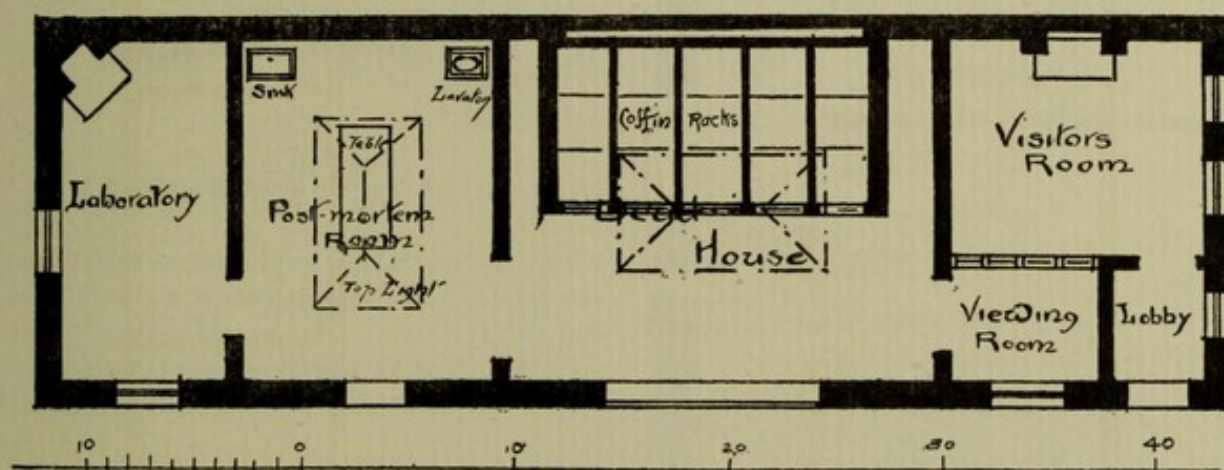 Laboratory
Sink
Lavatory
Table
Post-mortem
Room
Top Light
Coffin Racks
Dead
House
Visitors
Room
Viewing
Room
Lobby
10 0 10 20 30 40